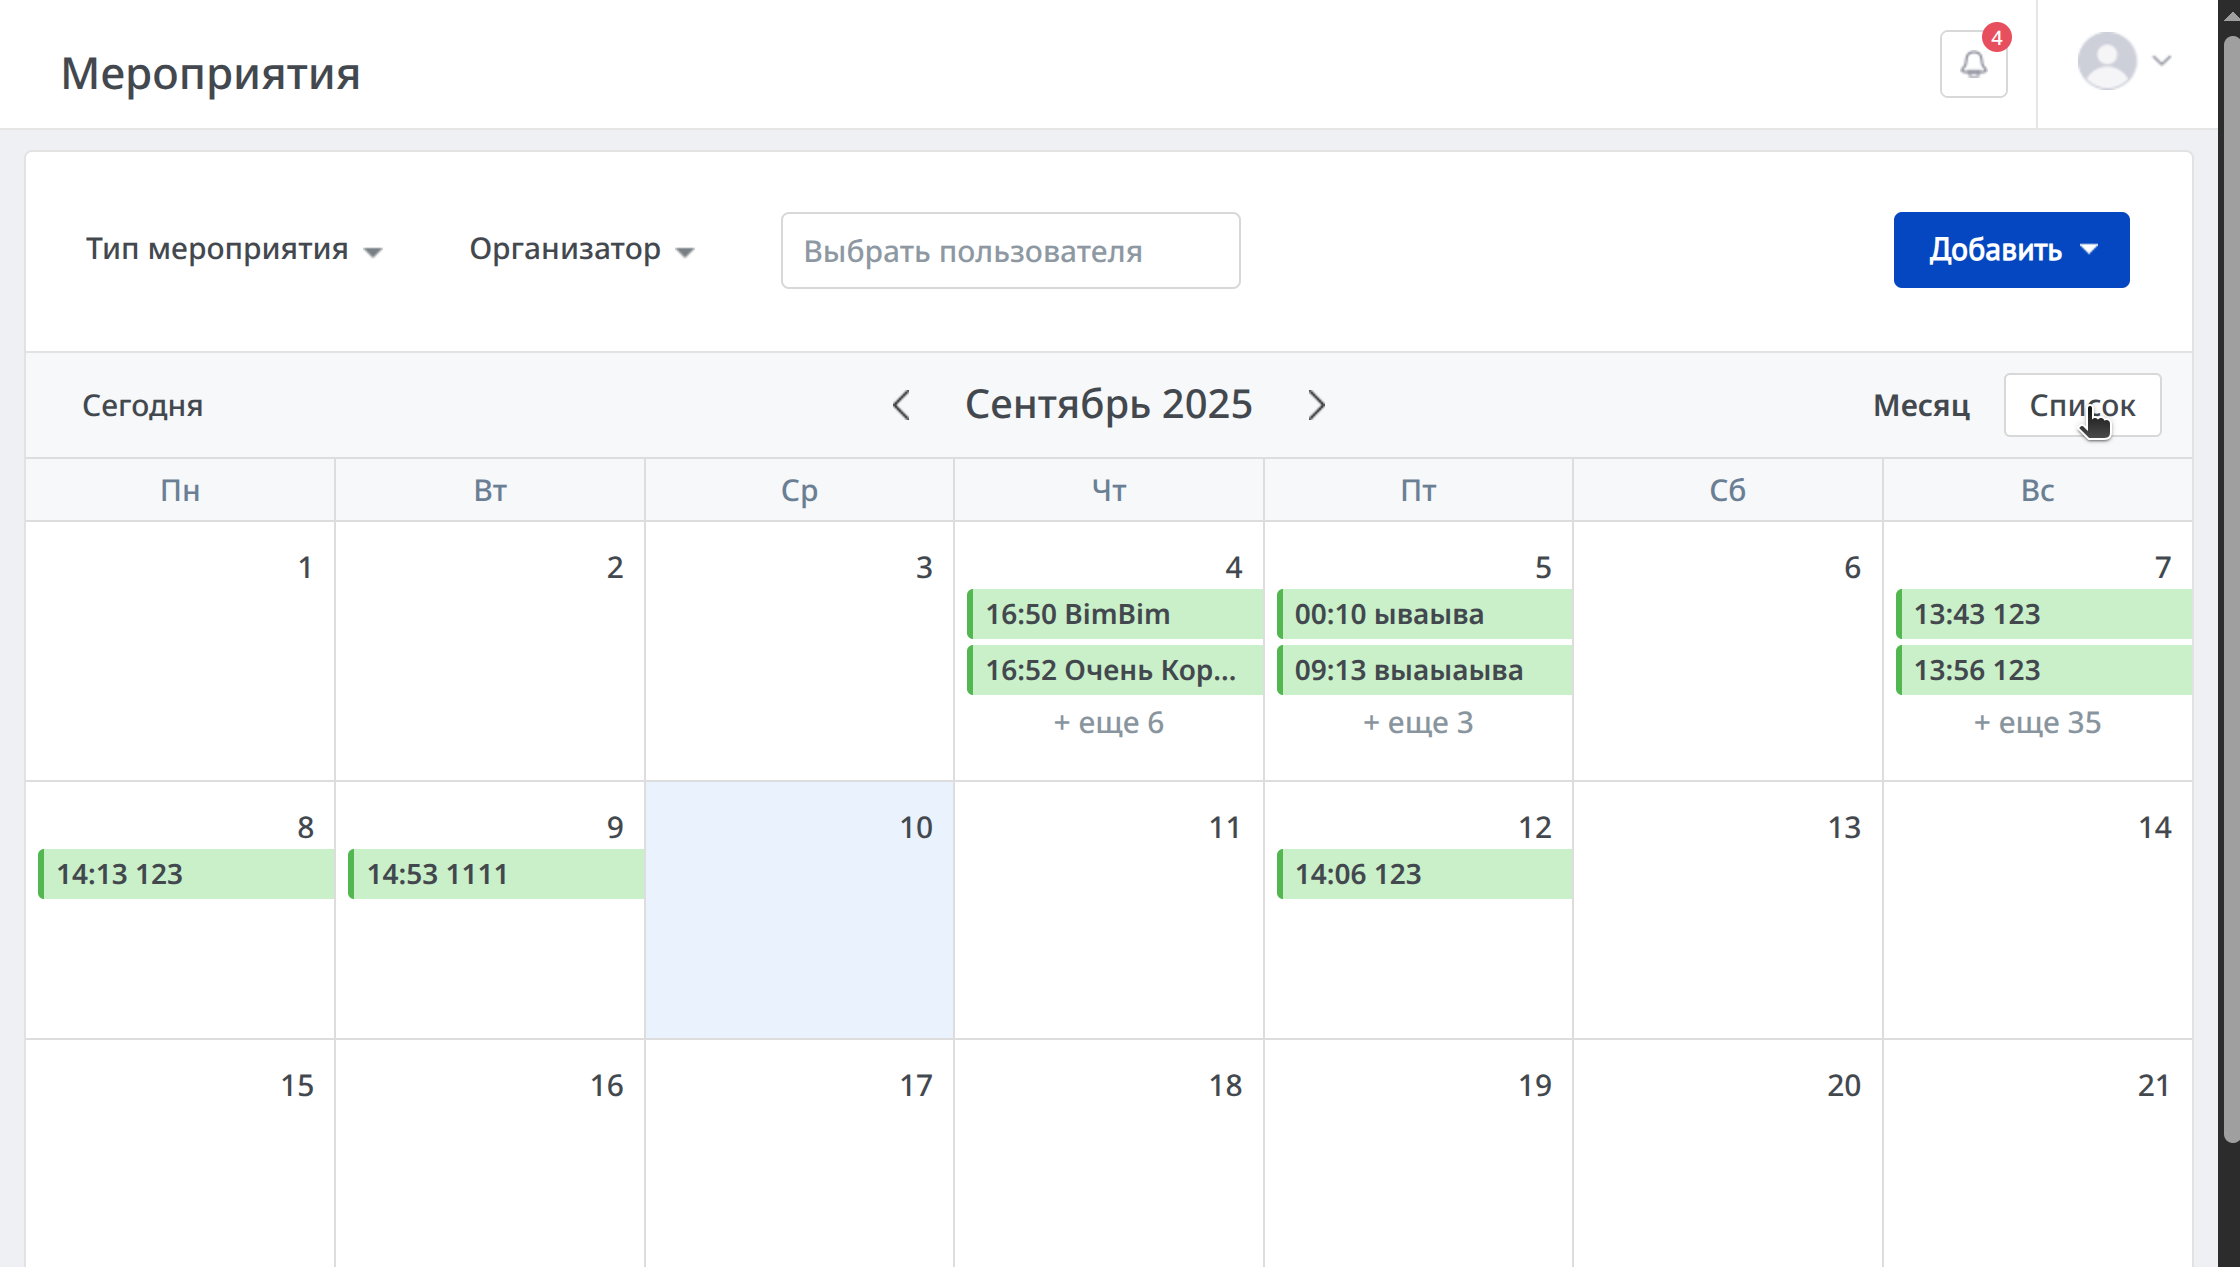 Мероприятия
4
Тип мероприятия
Организатор
Выбрать пользователя
Добавить
Сегодня
Сентябрь 2025
Месяц
Список
Пн Вт Ср Чт Пт Сб Вс
1 2 3 4 5 6 7
16:50 BimBim
16:52 Очень Кор...
+ еще 6
00:10 ываыва
09:13 выаыаыва
+ еще 3
13:43 123
13:56 123
+ еще 35
8 9 10 11 12 13 14
14:13 123
14:53 1111
14:06 123
15 16 17 18 19 20 21